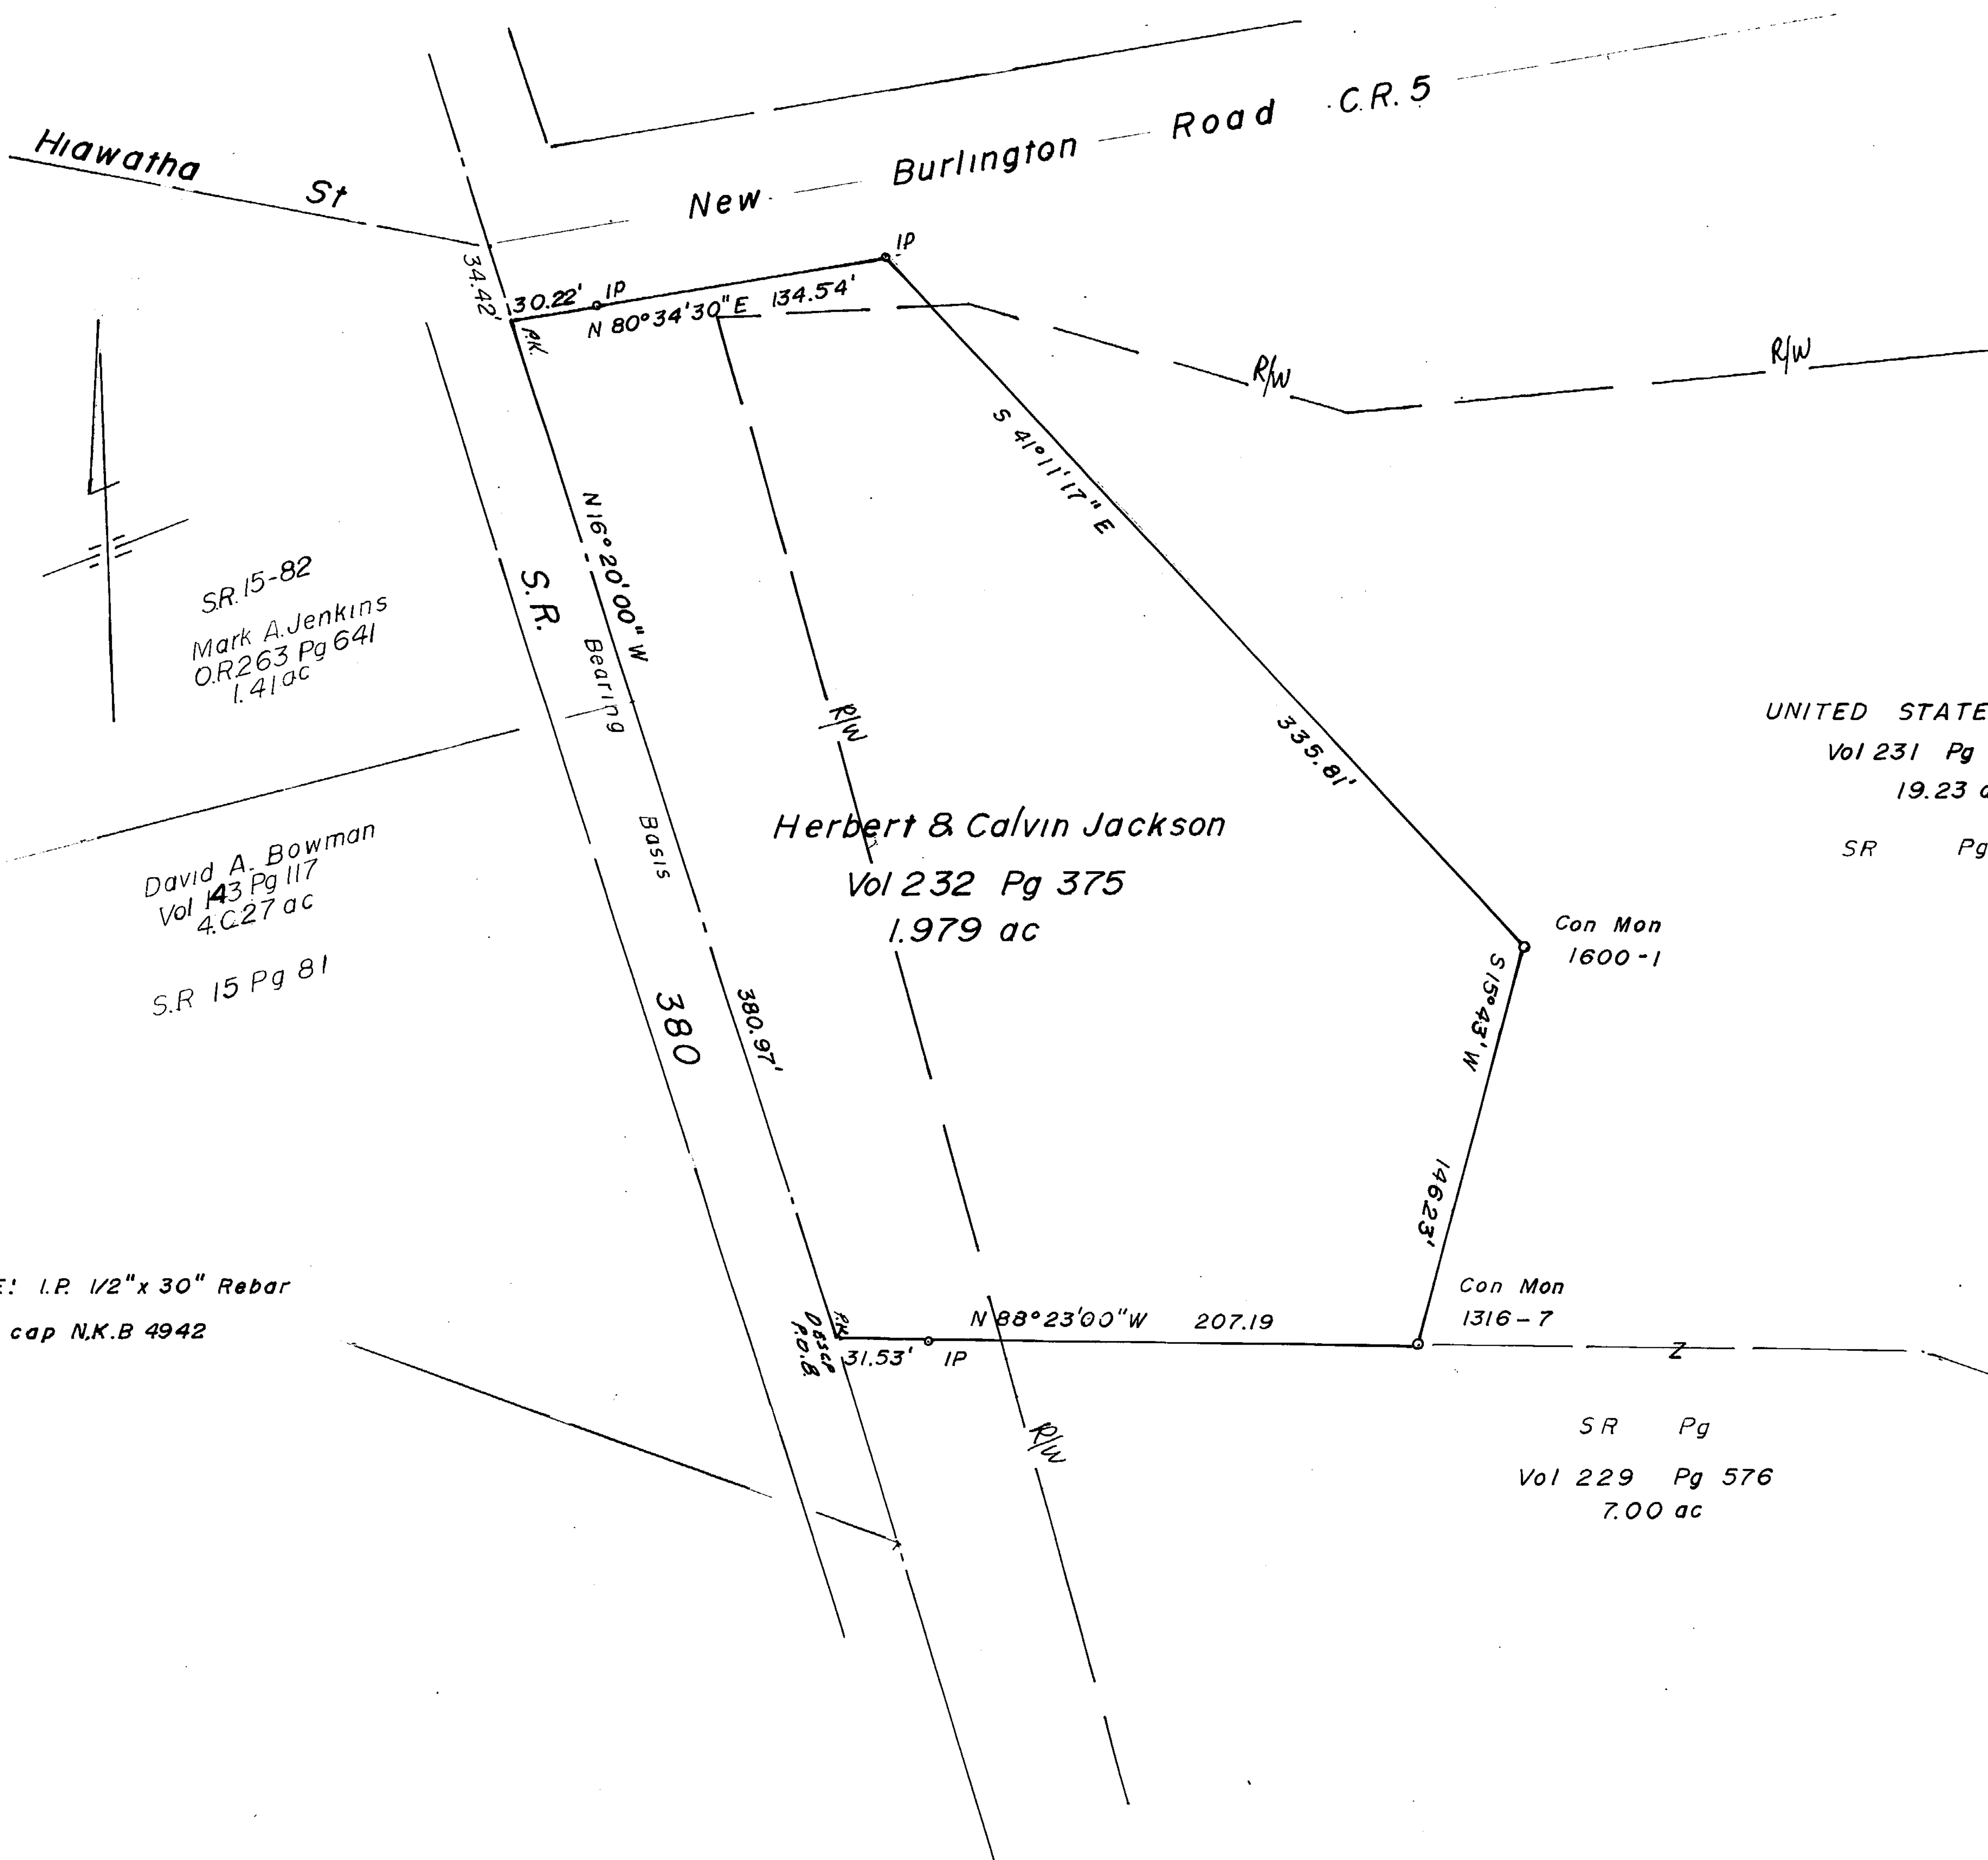 Hiawatha St
New Burlington Road C.R. 5
34.42'
30.22' IP
P.K.
N 80°34'30" E 134.54'
IP
R/W
R/W
S 41°11'17" E
335.81'
N 16°20'00" W
Bearing Basis
380.97'
S.R. 380
R/W
S.R. 15-82
Mark A. Jenkins
O.R. 263 Pg 641
1.41 ac
David A. Bowman
Vol 143 Pg 117
S.R 15 Pg 81
Herbert & Calvin Jackson
Vol 232 Pg 375
1.979 ac
UNITED STATE
Vol 231 Pg
19.23
SR Pg
Con Mon
1600-1
S 15°43' W
146.23'
Con Mon
1316-7
N 88°23'00" W 207.19
31.53' IP
P.K.
P.O.B.
E: I.P. 1/2" x 30" Rebar
cap N.K.B 4942
R/W
Z
SR Pg
Vol 229 Pg 576
7.00 ac